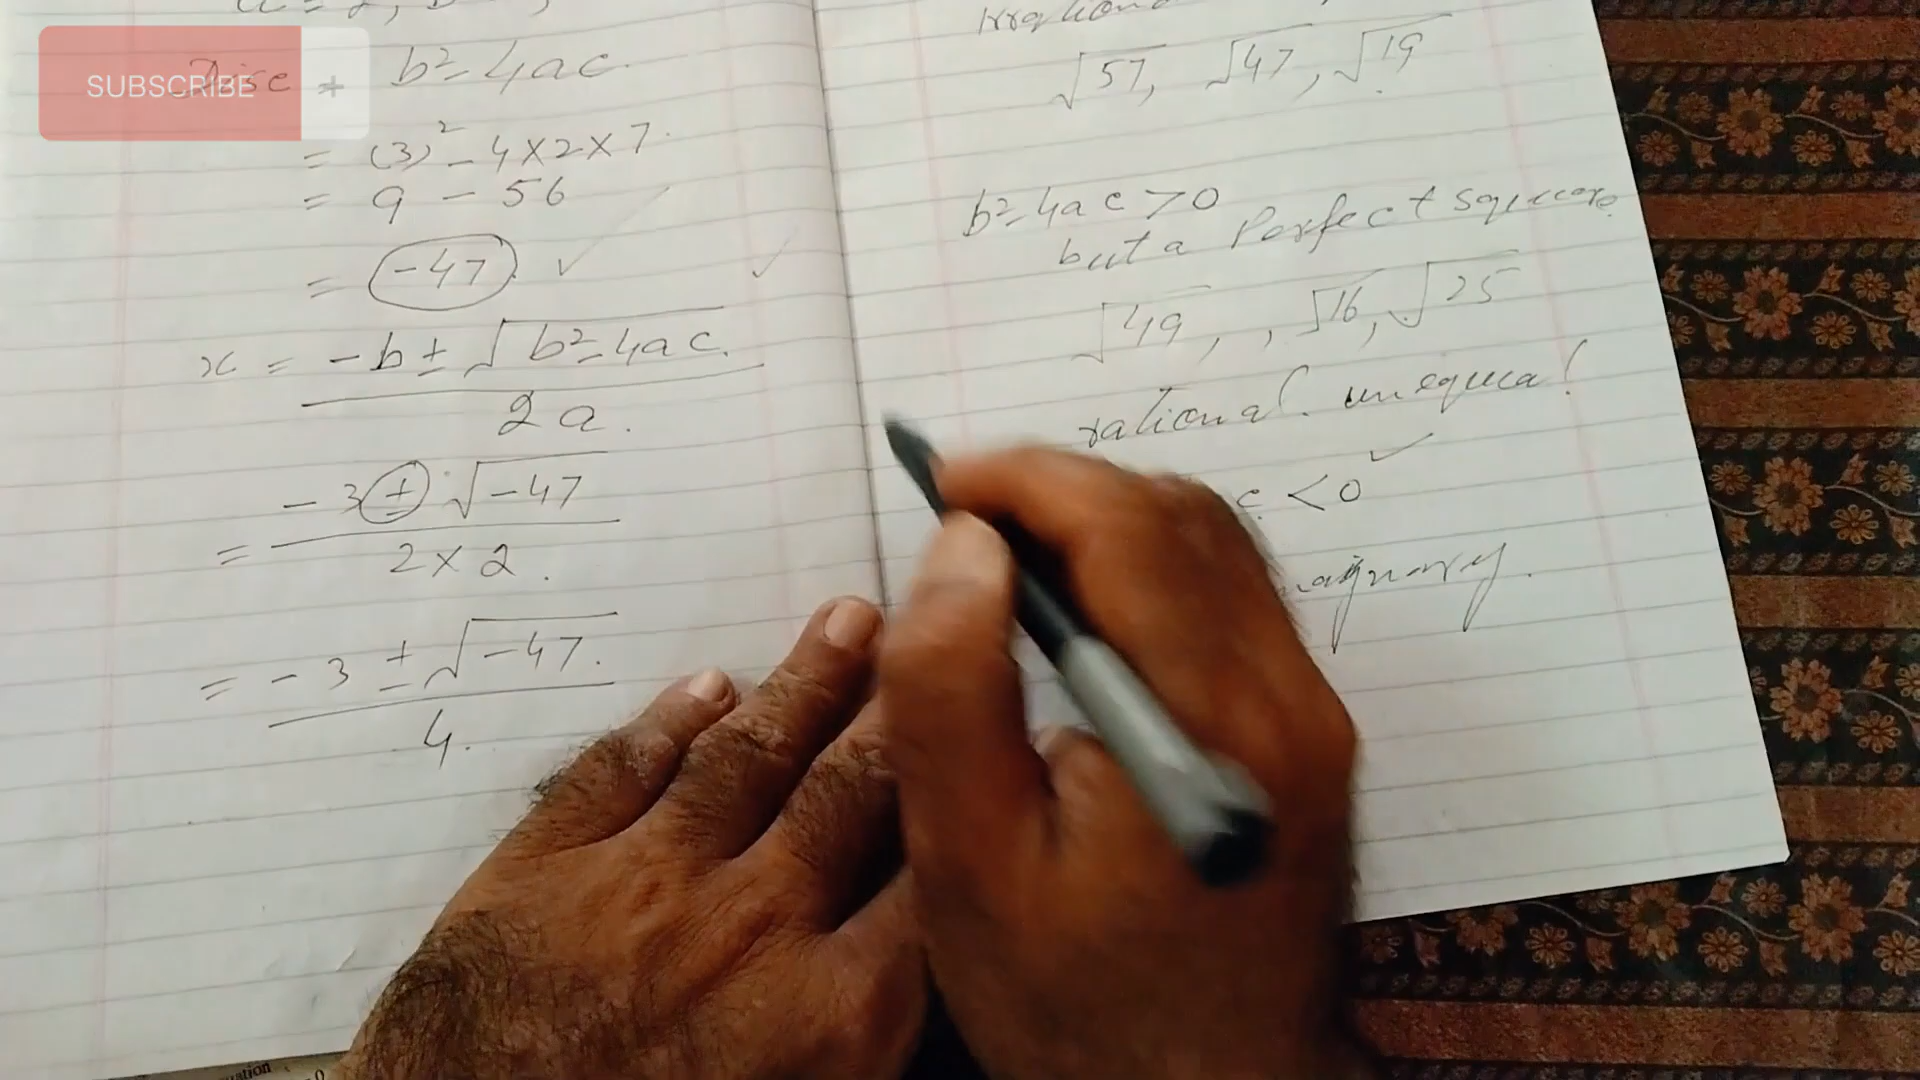 SUBSCRIBE
Disc = b² - 4ac.
= (3)² - 4 x 2 x 7.
= 9 - 56
= -47 ✓ ✓
x = -b ± √b² - 4ac.
2a.
= -3 ± √-47
2 x 2.
= -3 ± √-47.
4.
√57, √47, √19
b² - 4ac > 0
but a Perfect square
√49, , √16, √25
rational. unequal
c < 0 ✓